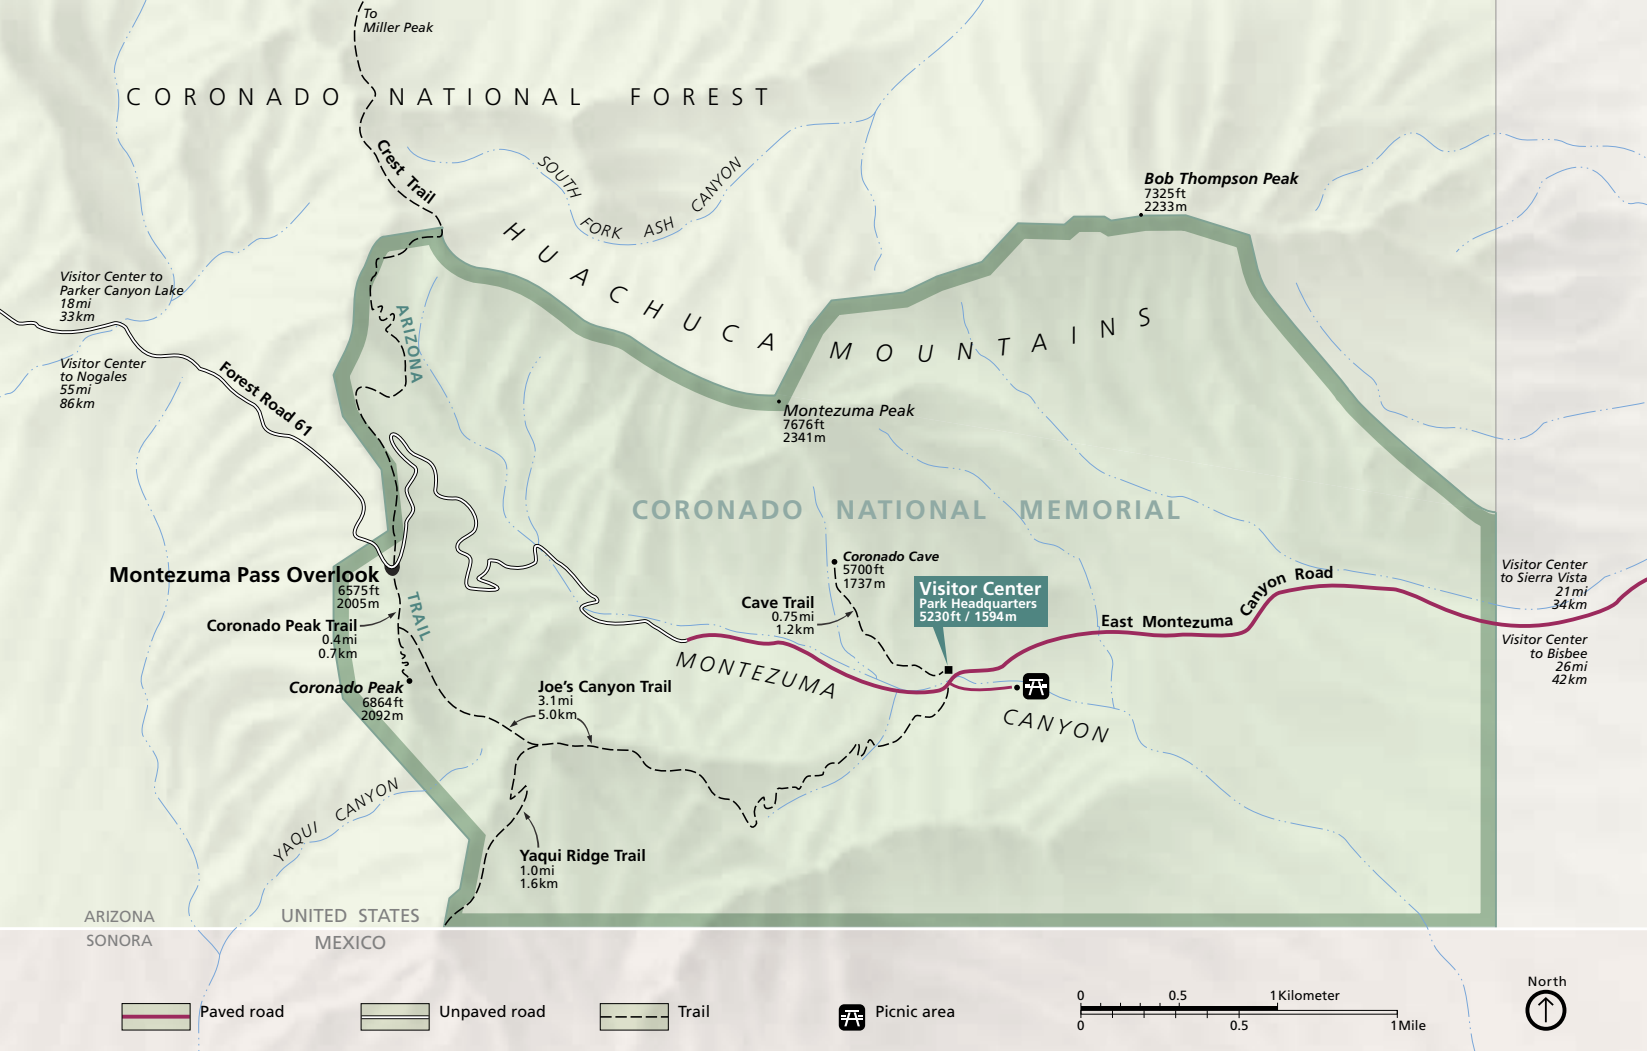 To
Miller Peak
CORONADO NATIONAL FOREST
Crest Trail
SOUTH FORK ASH CANYON
Bob Thompson Peak
7325ft
2233m
HUACHUCA MOUNTAINS
Visitor Center to
Parker Canyon Lake
18mi
33km
ARIZONA
Visitor Center
to Nogales
55mi
86km
Forest Road 61
Montezuma Peak
7676ft
2341m
CORONADO NATIONAL MEMORIAL
Montezuma Pass Overlook
6575ft
2005m
Coronado Cave
5700ft
1737m
Visitor Center
Park Headquarters
5230ft / 1594m
Cave Trail
0.75mi
1.2km
East Montezuma Canyon Road
Visitor Center
to Sierra Vista
21mi
34km
Visitor Center
to Bisbee
26mi
42km
TRAIL
Coronado Peak Trail
0.4mi
0.7km
Coronado Peak
6864ft
2092m
Joe's Canyon Trail
3.1mi
5.0km
MONTEZUMA CANYON
YAQUI CANYON
Yaqui Ridge Trail
1.0mi
1.6km
ARIZONA
SONORA
UNITED STATES
MEXICO
Paved road
Unpaved road
Trail
Picnic area
0 0.5 1 Kilometer
0 0.5 1 Mile
North